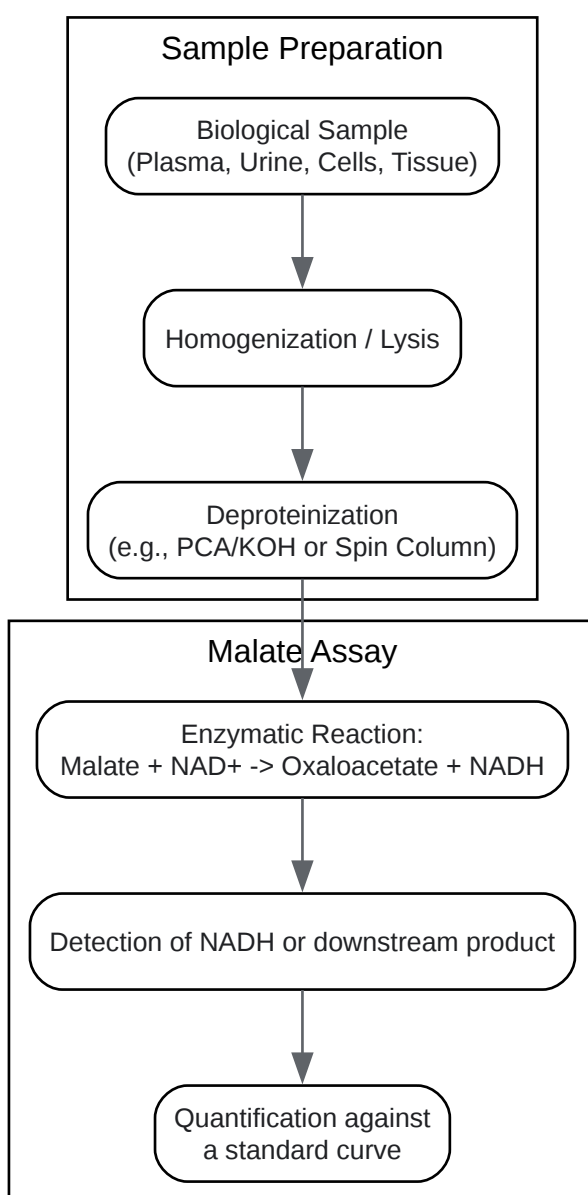 Sample Preparation
Biological Sample
(Plasma, Urine, Cells, Tissue)
Homogenization / Lysis
Deproteinization
(e.g., PCA/KOH or Spin Column)
Malate Assay
Enzymatic Reaction:
Malate + NAD+ -> Oxaloacetate + NADH
Detection of NADH or downstream product
Quantification against
a standard curve